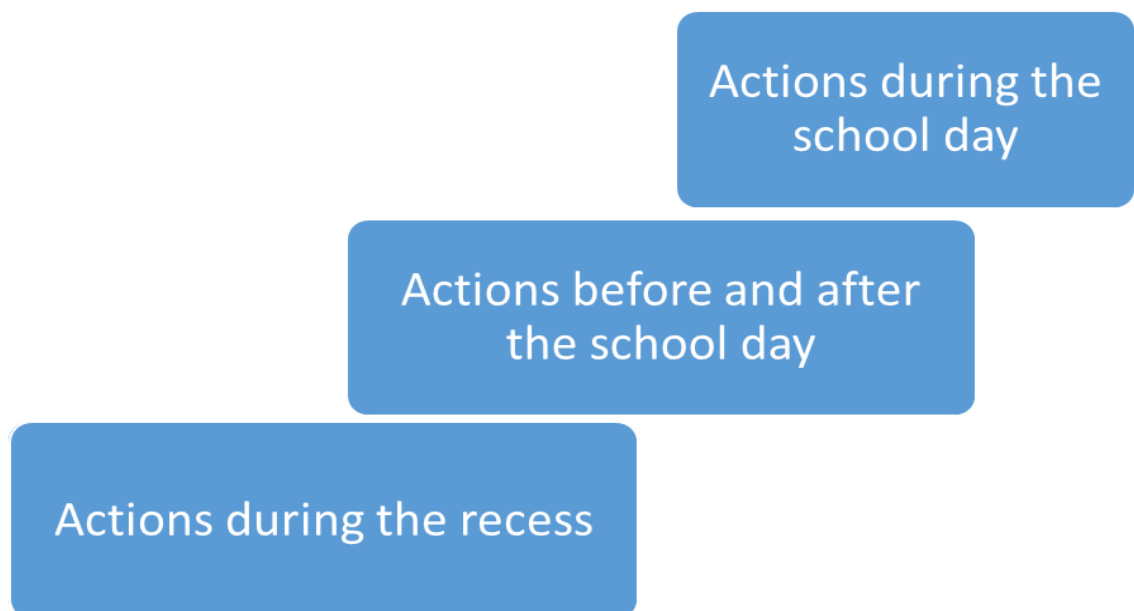 Actions during the
school day
Actions before and after
the school day
Actions during the recess